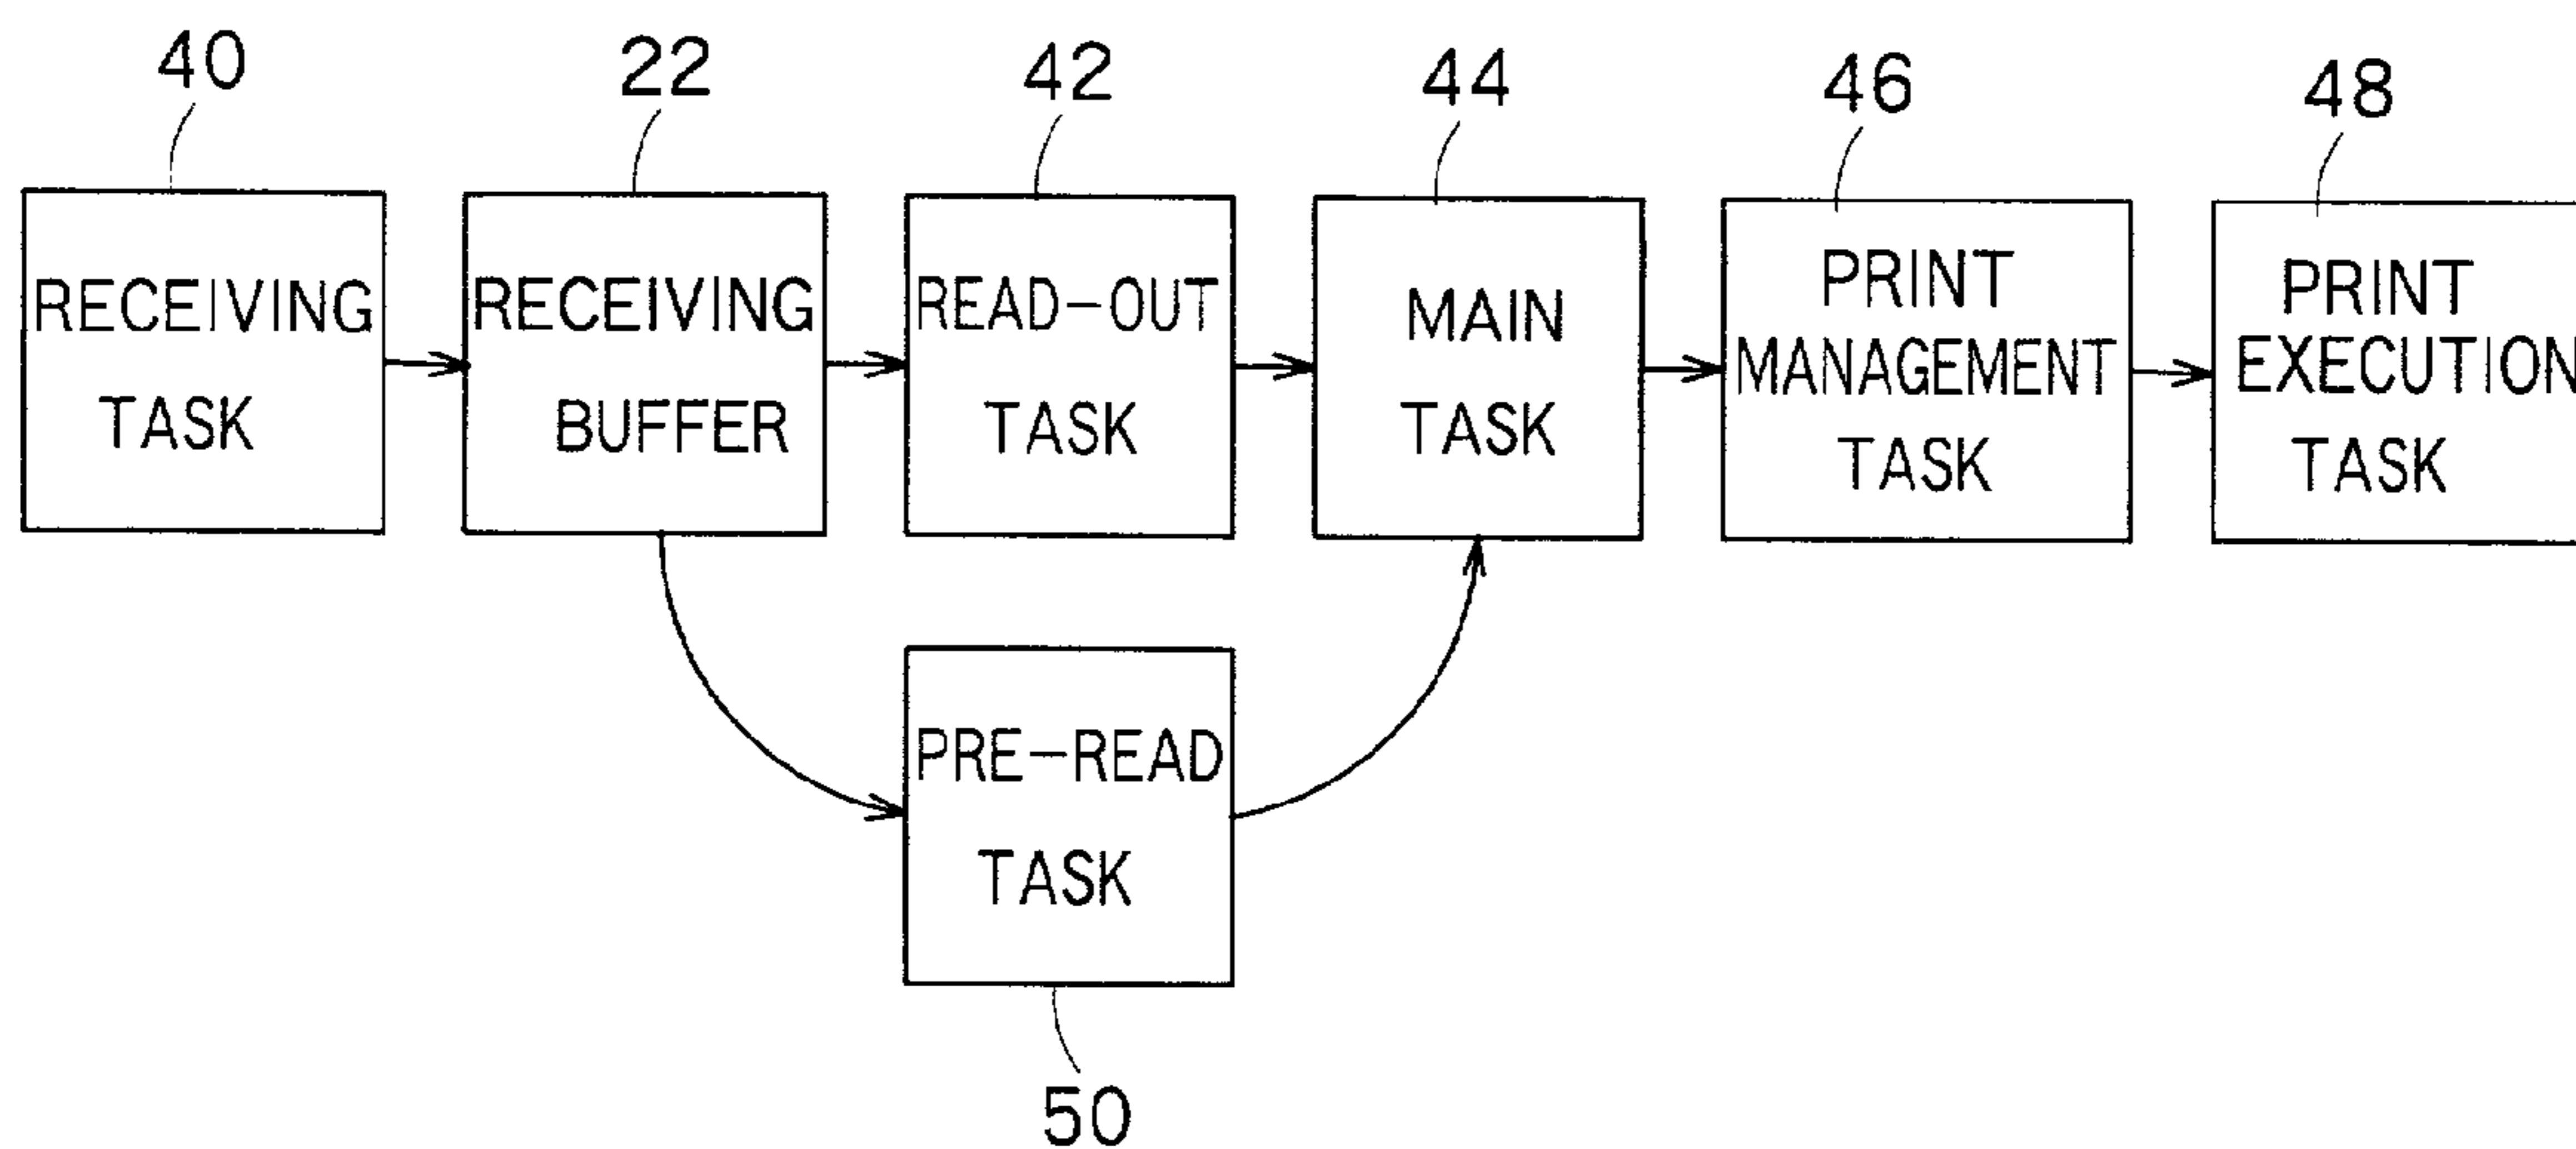 40
22
42
44
46
48
RECEIVING
TASK
RECEIVING
BUFFER
READ-OUT
TASK
MAIN
TASK
PRINT
MANAGEMENT
TASK
PRINT
EXECUTION
TASK
PRE-READ
TASK
50